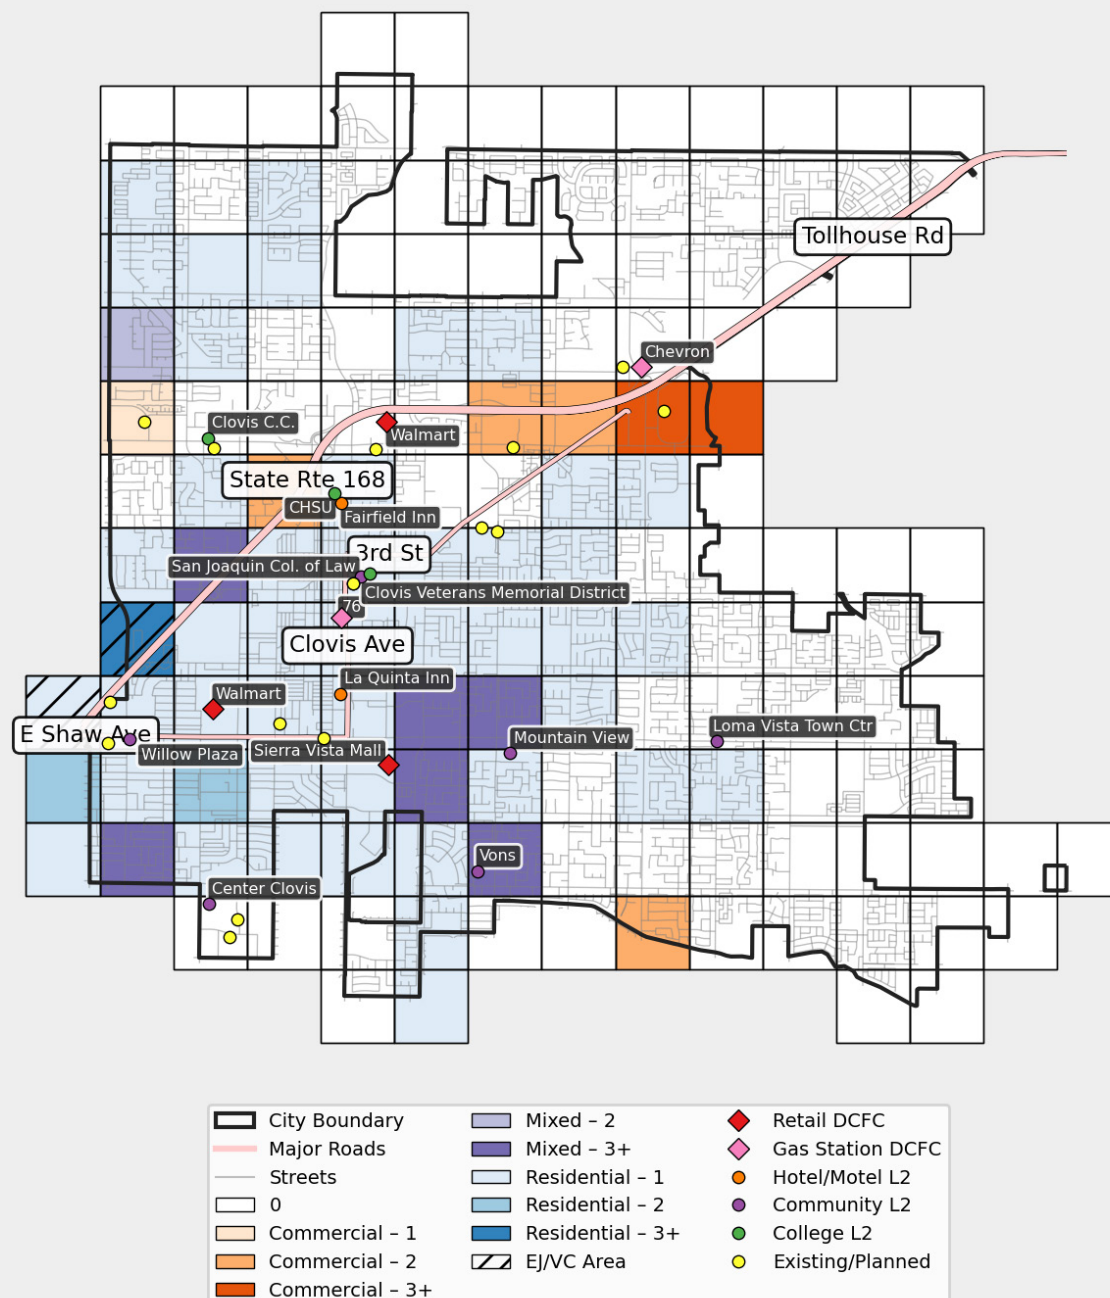 Tollhouse Rd
Chevron
Clovis C.C.
Walmart
State Rte 168
CHSU
Fairfield Inn
3rd St
San Joaquin Col. of Law
Clovis Veterans Memorial District
76
Clovis Ave
La Quinta Inn
Walmart
E Shaw Ave
Willow Plaza
Sierra Vista Mall
Mountain View
Loma Vista Town Ctr
Vons
Center Clovis
City Boundary
Major Roads
Streets
0
Commercial – 1
Commercial – 2
Commercial – 3+
Mixed – 2
Mixed – 3+
Residential – 1
Residential – 2
Residential – 3+
EJ/VC Area
Retail DCFC
Gas Station DCFC
Hotel/Motel L2
Community L2
College L2
Existing/Planned